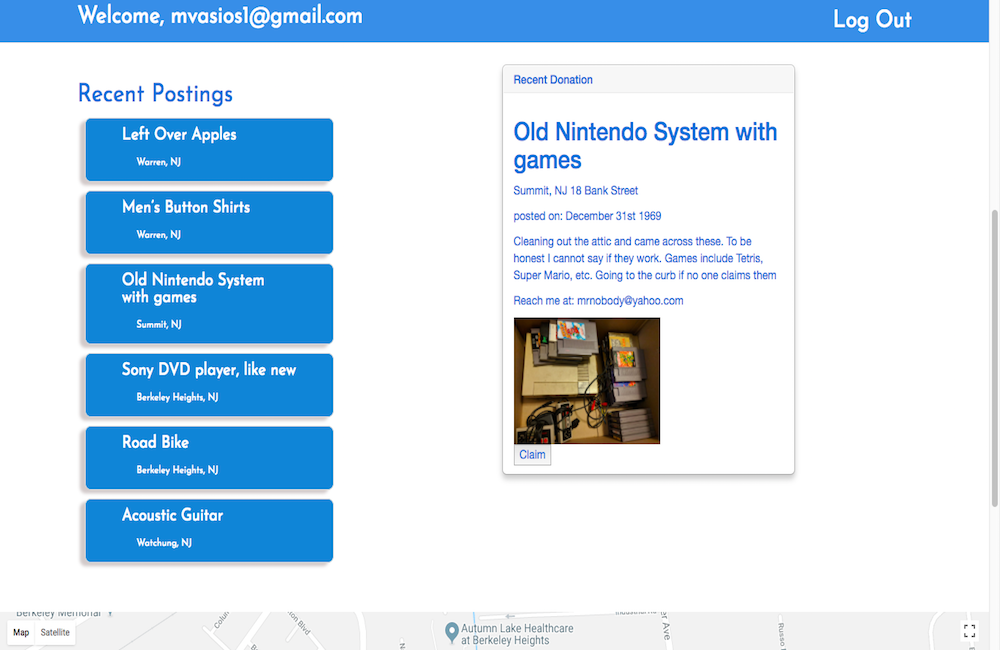 Welcome, mvasios1@gmail.com
Log Out
Recent Postings
Left Over Apples
Warren, NJ
Men's Button Shirts
Warren, NJ
Old Nintendo System
with games
Summit, NJ
Sony DVD player, like new
Berkeley Heights, NJ
Road Bike
Berkeley Heights, NJ
Acoustic Guitar
Watchung, NJ
Recent Donation
Old Nintendo System with
games
Summit, NJ 18 Bank Street
posted on: December 31st 1969
Cleaning out the attic and came across these. To be
honest I cannot say if they work. Games include Tetris,
Super Mario, etc. Going to the curb if no one claims them
Reach me at: mrnobody@yahoo.com
Claim
Berkeley Memorial
Map
Satellite
Autumn Lake Healthcare
at Berkeley Heights